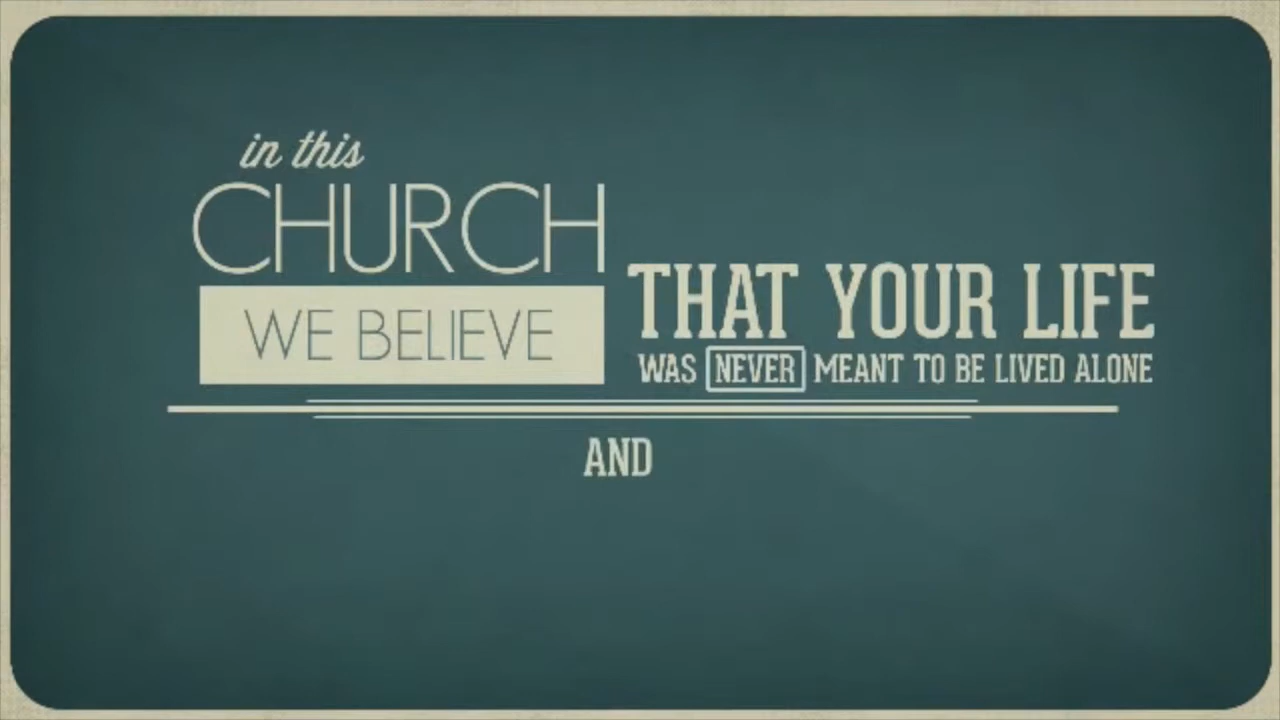 in this
CHURCH
WE BELIEVE
THAT YOUR LIFE
WAS NEVER MEANT TO BE LIVED ALONE
AND